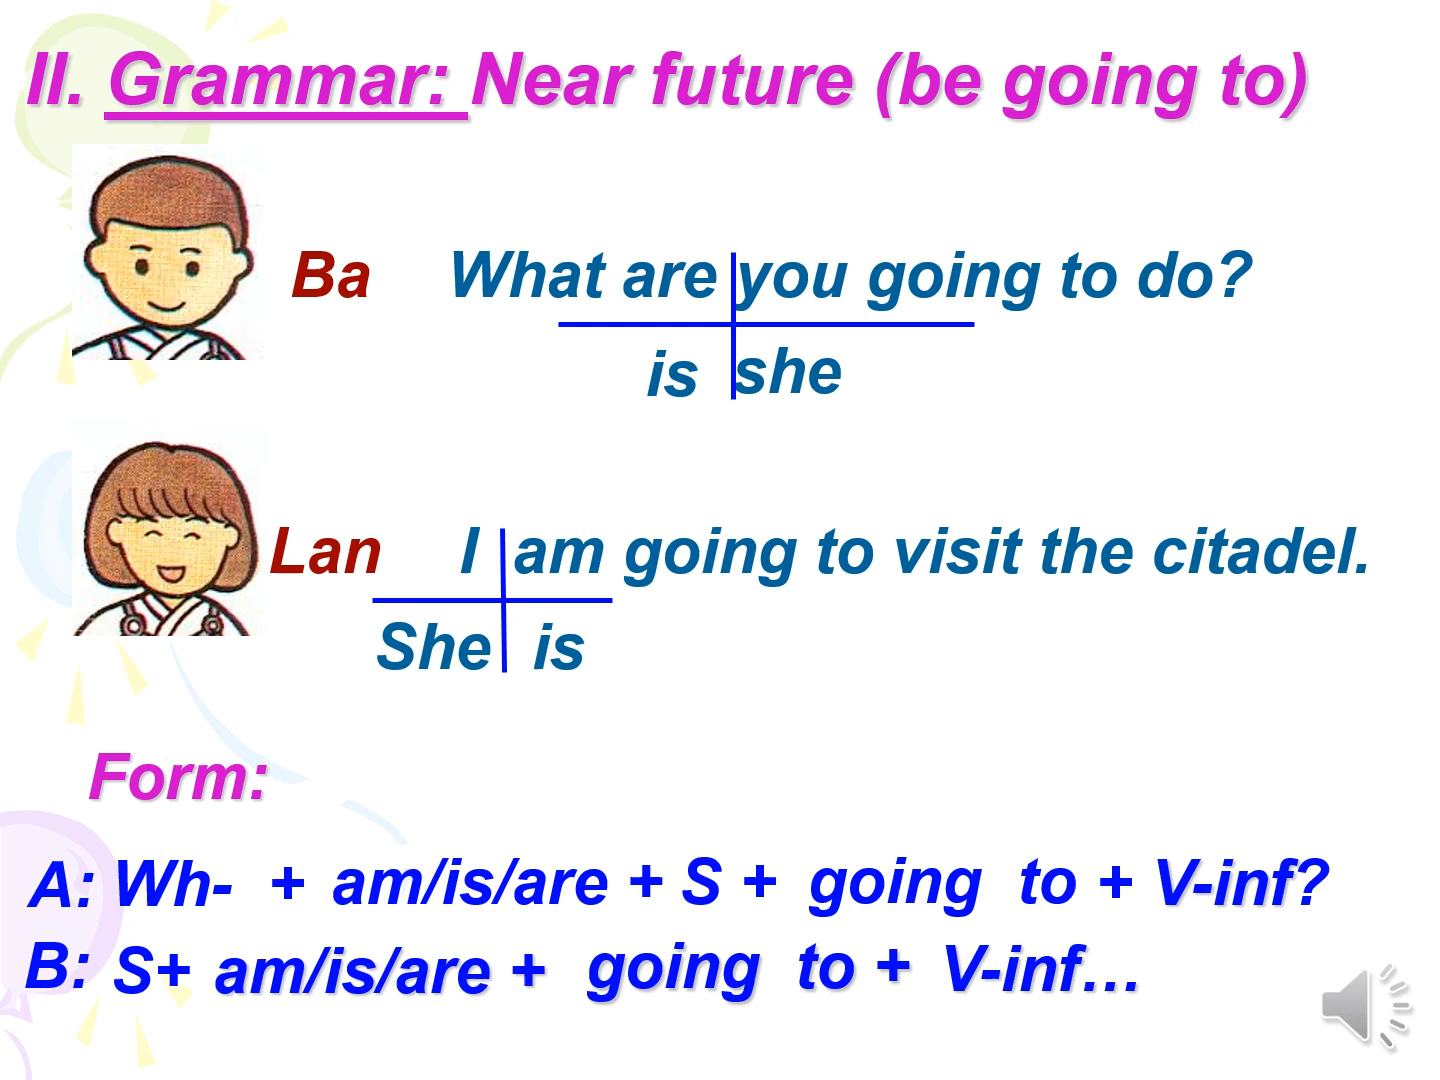 II. Grammar: Near future (be going to)
Ba What are you going to do?
is she
Lan I am going to visit the citadel.
She is
Form:
A: Wh- + am/is/are + S + going to + V-inf?
B: S+ am/is/are + going to + V-inf…